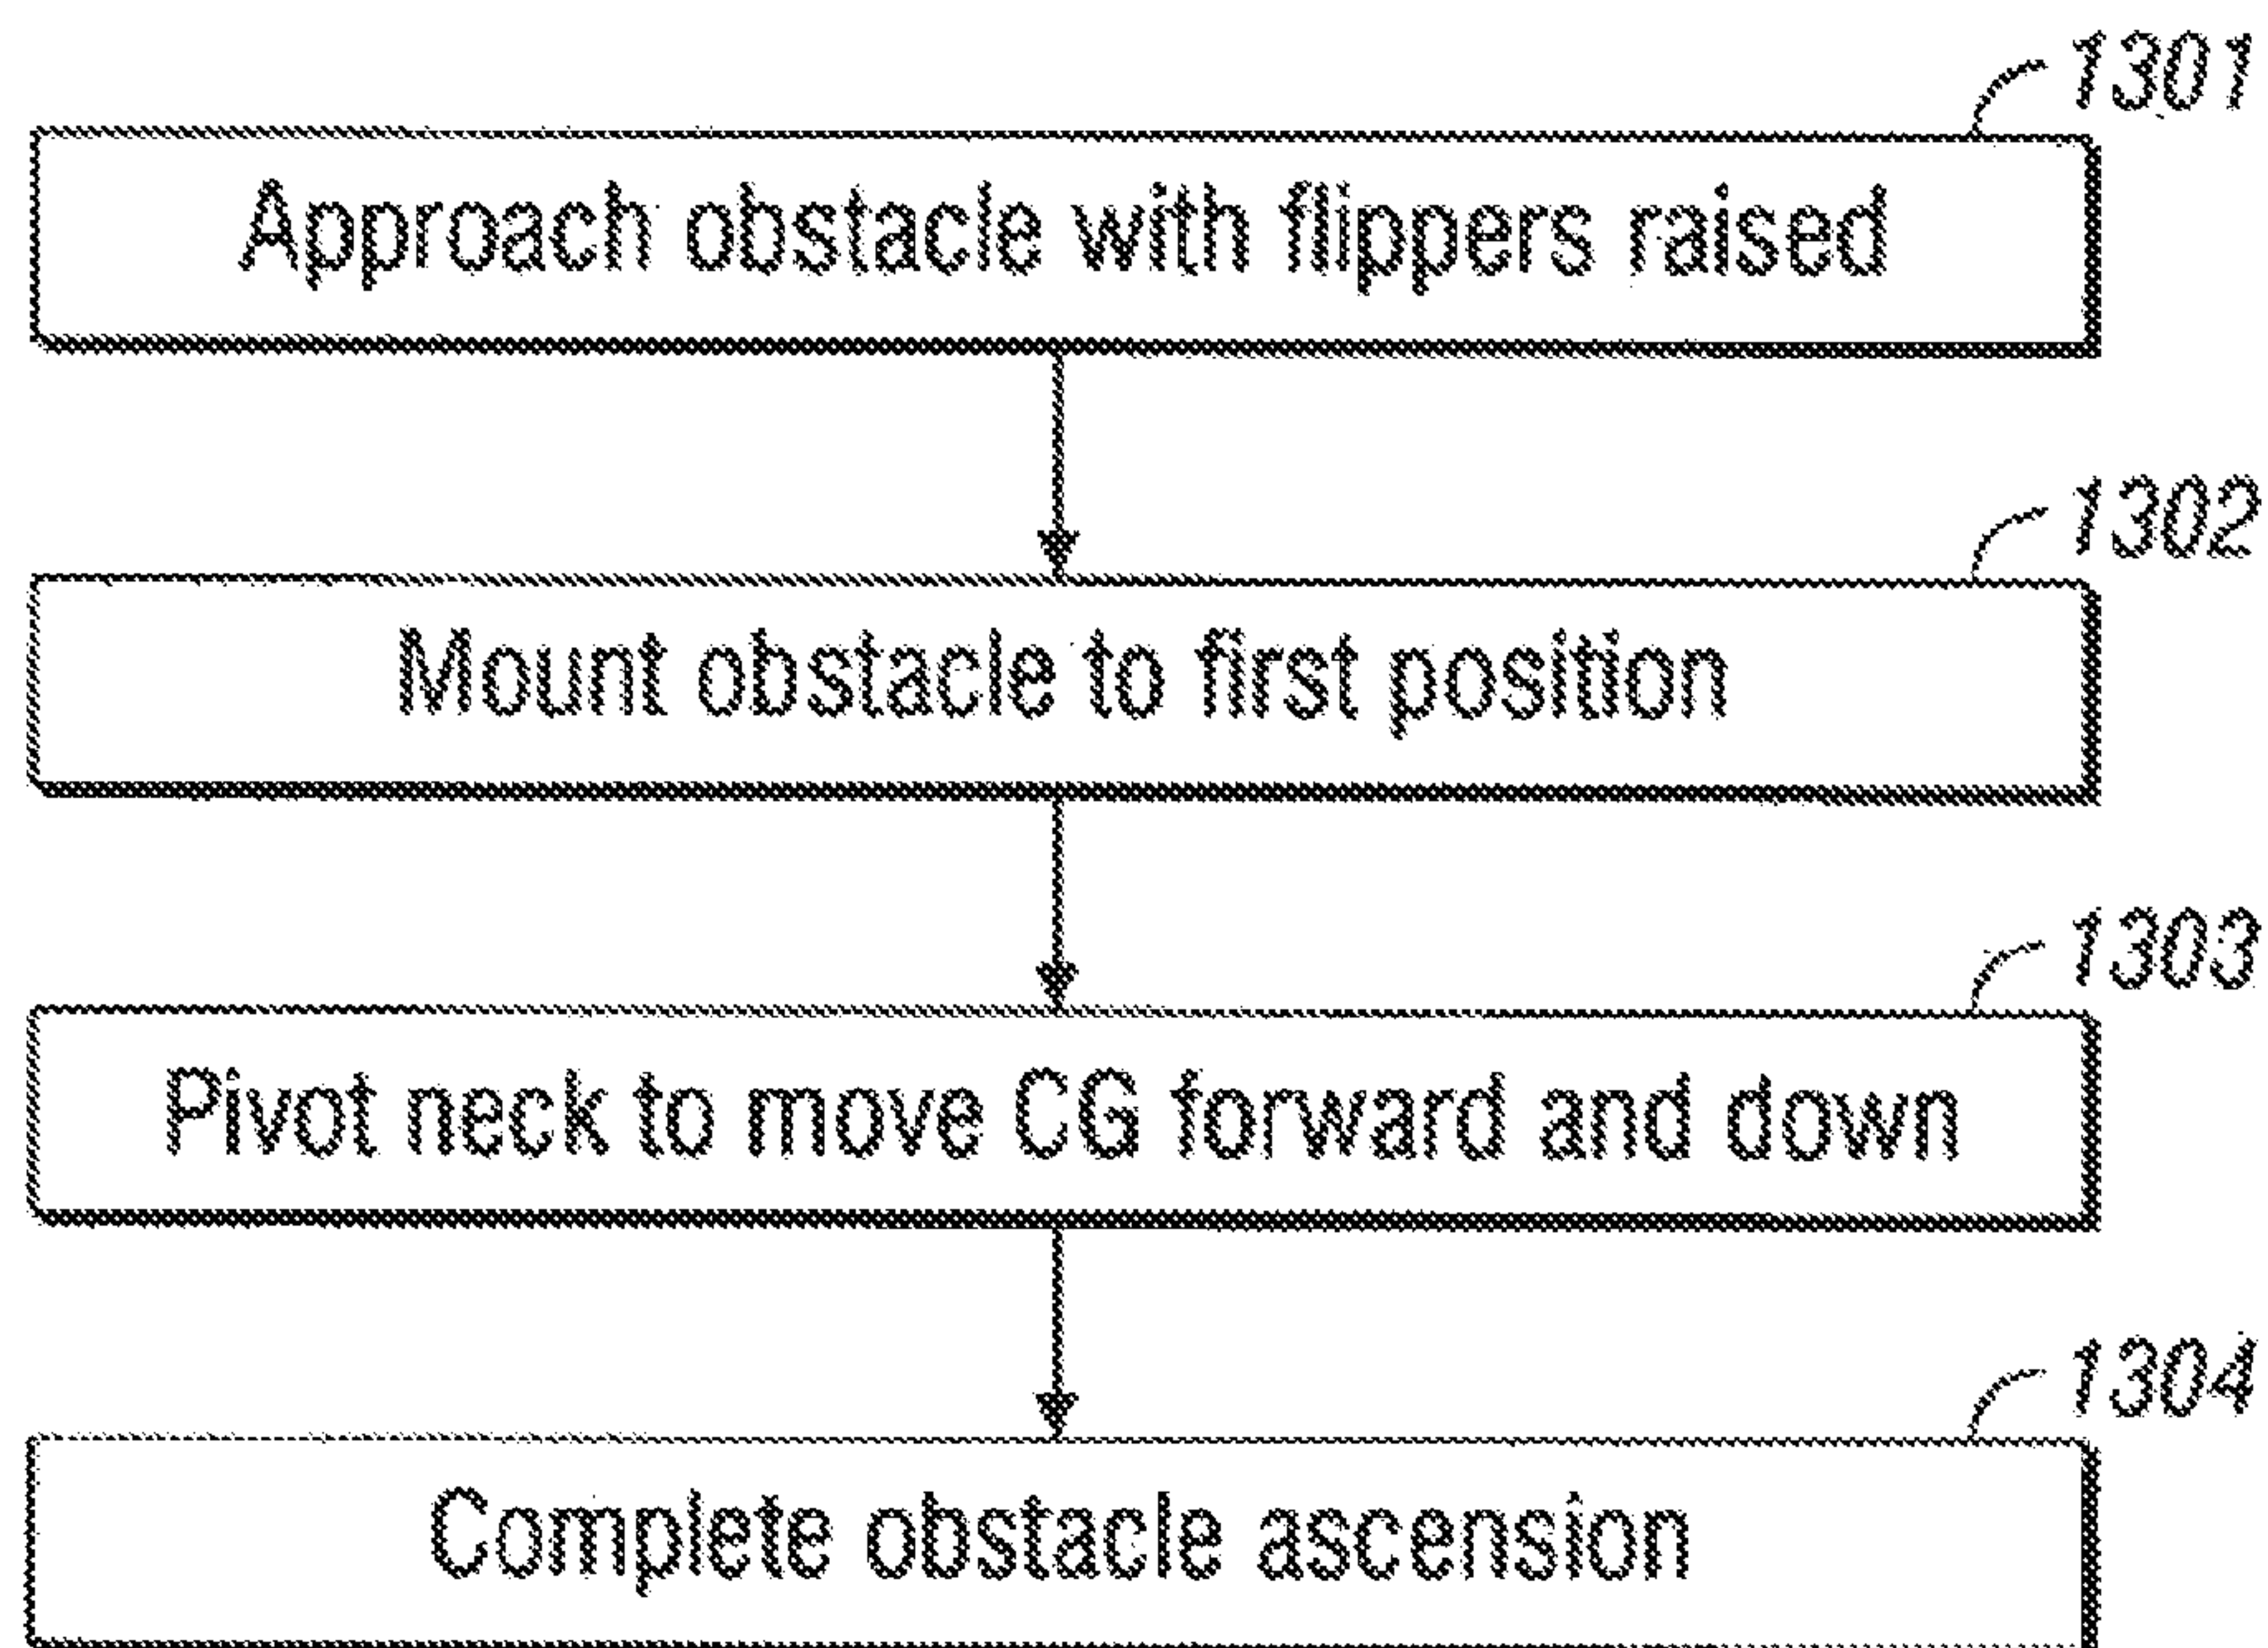 1301
Approach obstacle with flippers raised
1302
Mount obstacle to first position
1303
Pivot neck to move CG forward and down
1304
Complete obstacle ascension